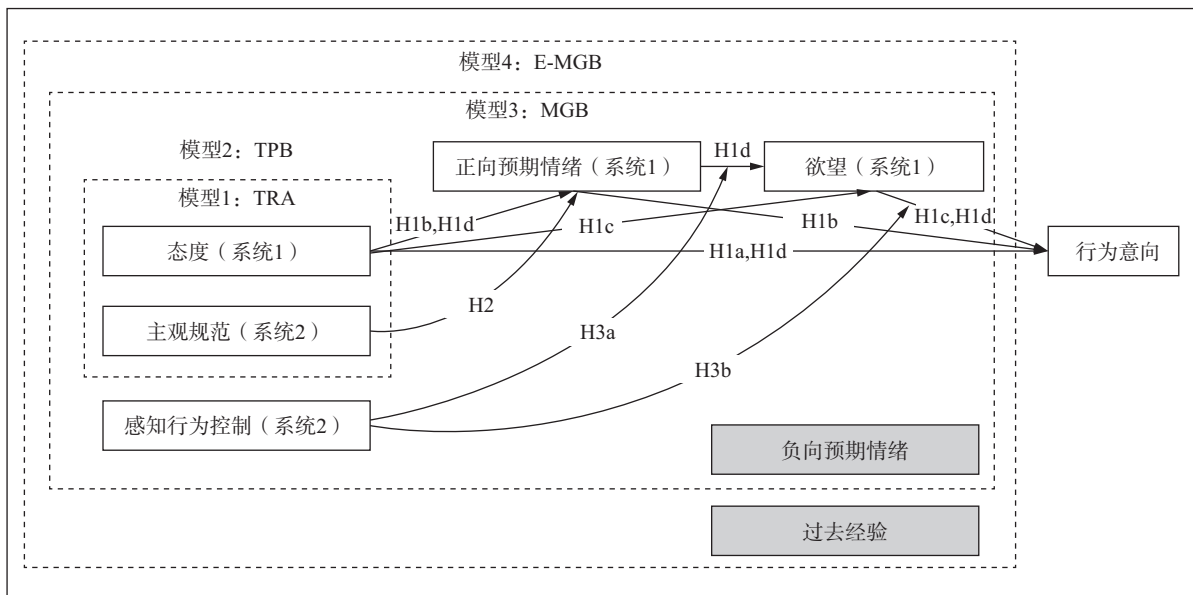 模型4：E-MGB
模型3：MGB
模型2：TPB
正向预期情绪（系统1）
H1d
欲望（系统1）
模型1：TRA
H1b,H1d
H1c
H1b
H1c,H1d
态度（系统1）
H1a,H1d
行为意向
主观规范（系统2）
H2
H3a
H3b
感知行为控制（系统2）
负向预期情绪
过去经验